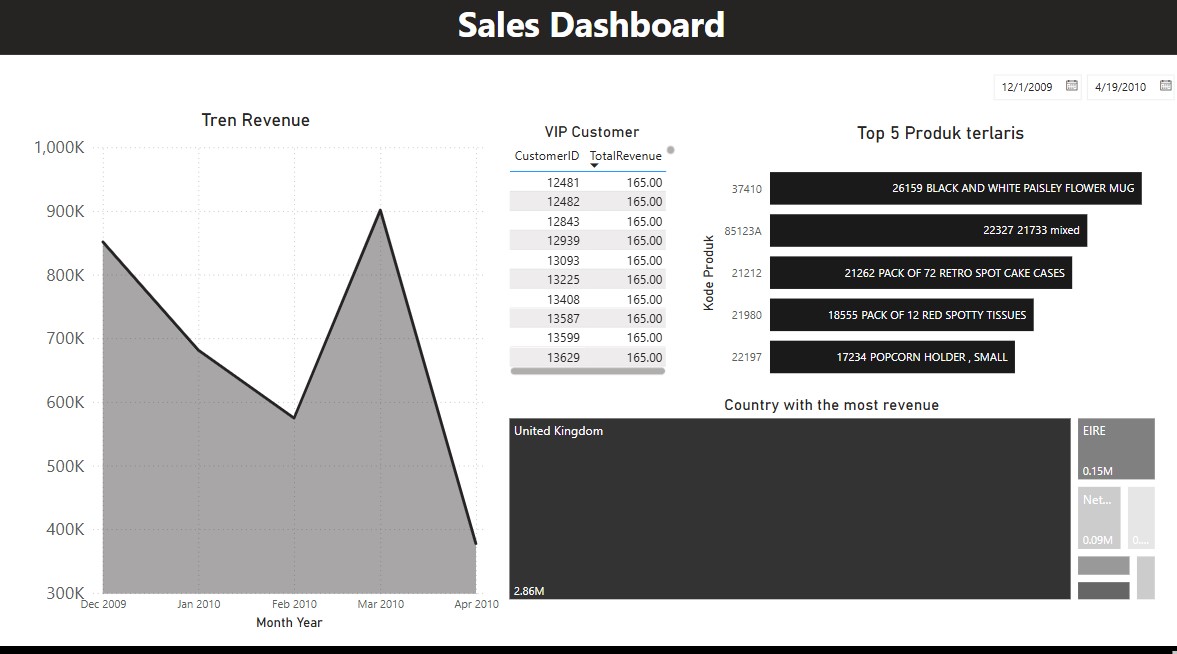 Sales Dashboard
12/1/2009
4/19/2010
Tren Revenue
1,000K
900K
800K
700K
600K
500K
400K
300K
Dec 2009
Jan 2010
Feb 2010
Mar 2010
Apr 2010
Month Year
VIP Customer
CustomerID TotalRevenue
12481 165.00
12482 165.00
12843 165.00
12939 165.00
13093 165.00
13225 165.00
13408 165.00
13587 165.00
13599 165.00
13629 165.00
Top 5 Produk terlaris
Kode Produk
37410 26159 BLACK AND WHITE PAISLEY FLOWER MUG
85123A 22327 21733 mixed
21212 21262 PACK OF 72 RETRO SPOT CAKE CASES
21980 18555 PACK OF 12 RED SPOTTY TISSUES
22197 17234 POPCORN HOLDER , SMALL
Country with the most revenue
United Kingdom
2.86M
EIRE
0.15M
Net...
0.09M
0....